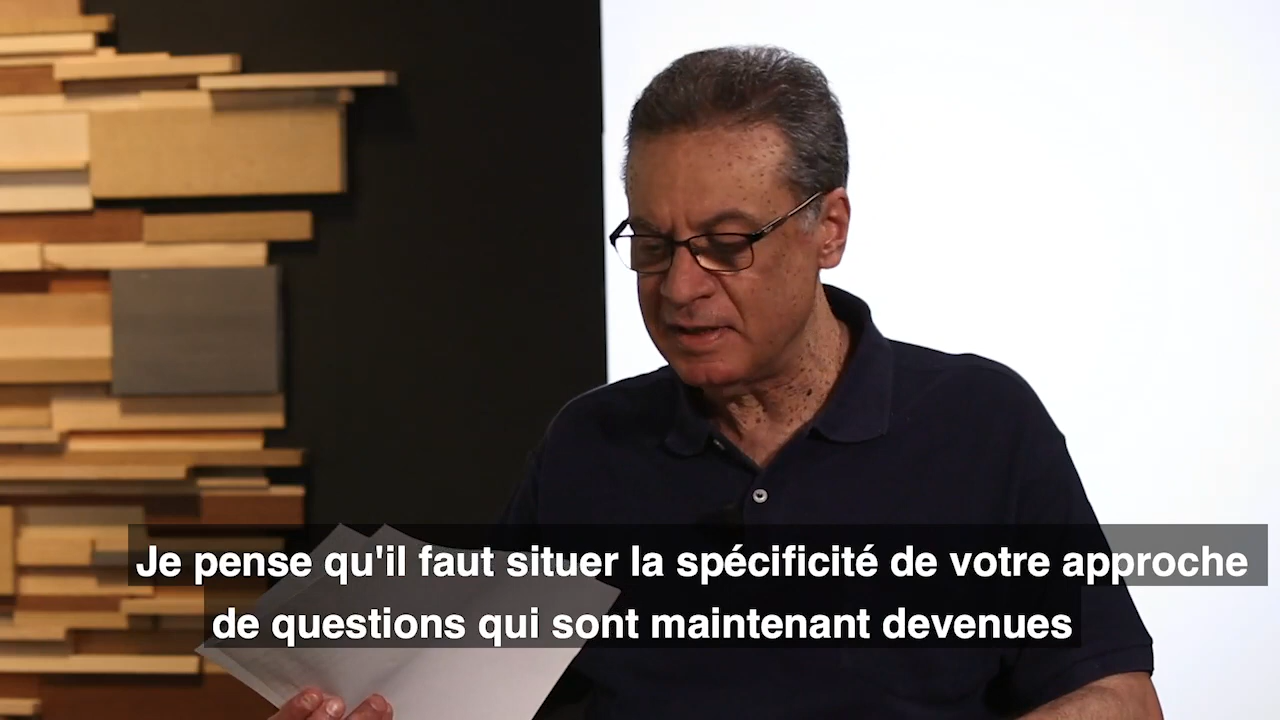 Je pense qu'il faut situer la spécificité de votre approche
de questions qui sont maintenant devenues